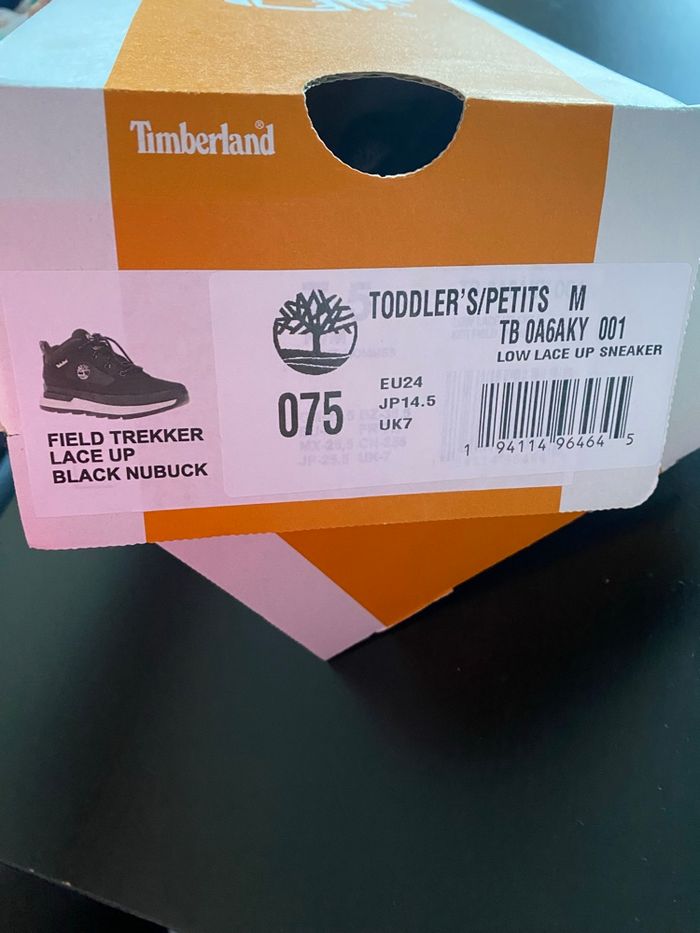 Timberland®
TODDLER'S/PETITS M
TB 0A6AKY 001
LOW LACE UP SNEAKER
075
EU24
JP14.5
UK7
1 94114 96464 5
Timberland
FIELD TREKKER
LACE UP
BLACK NUBUCK